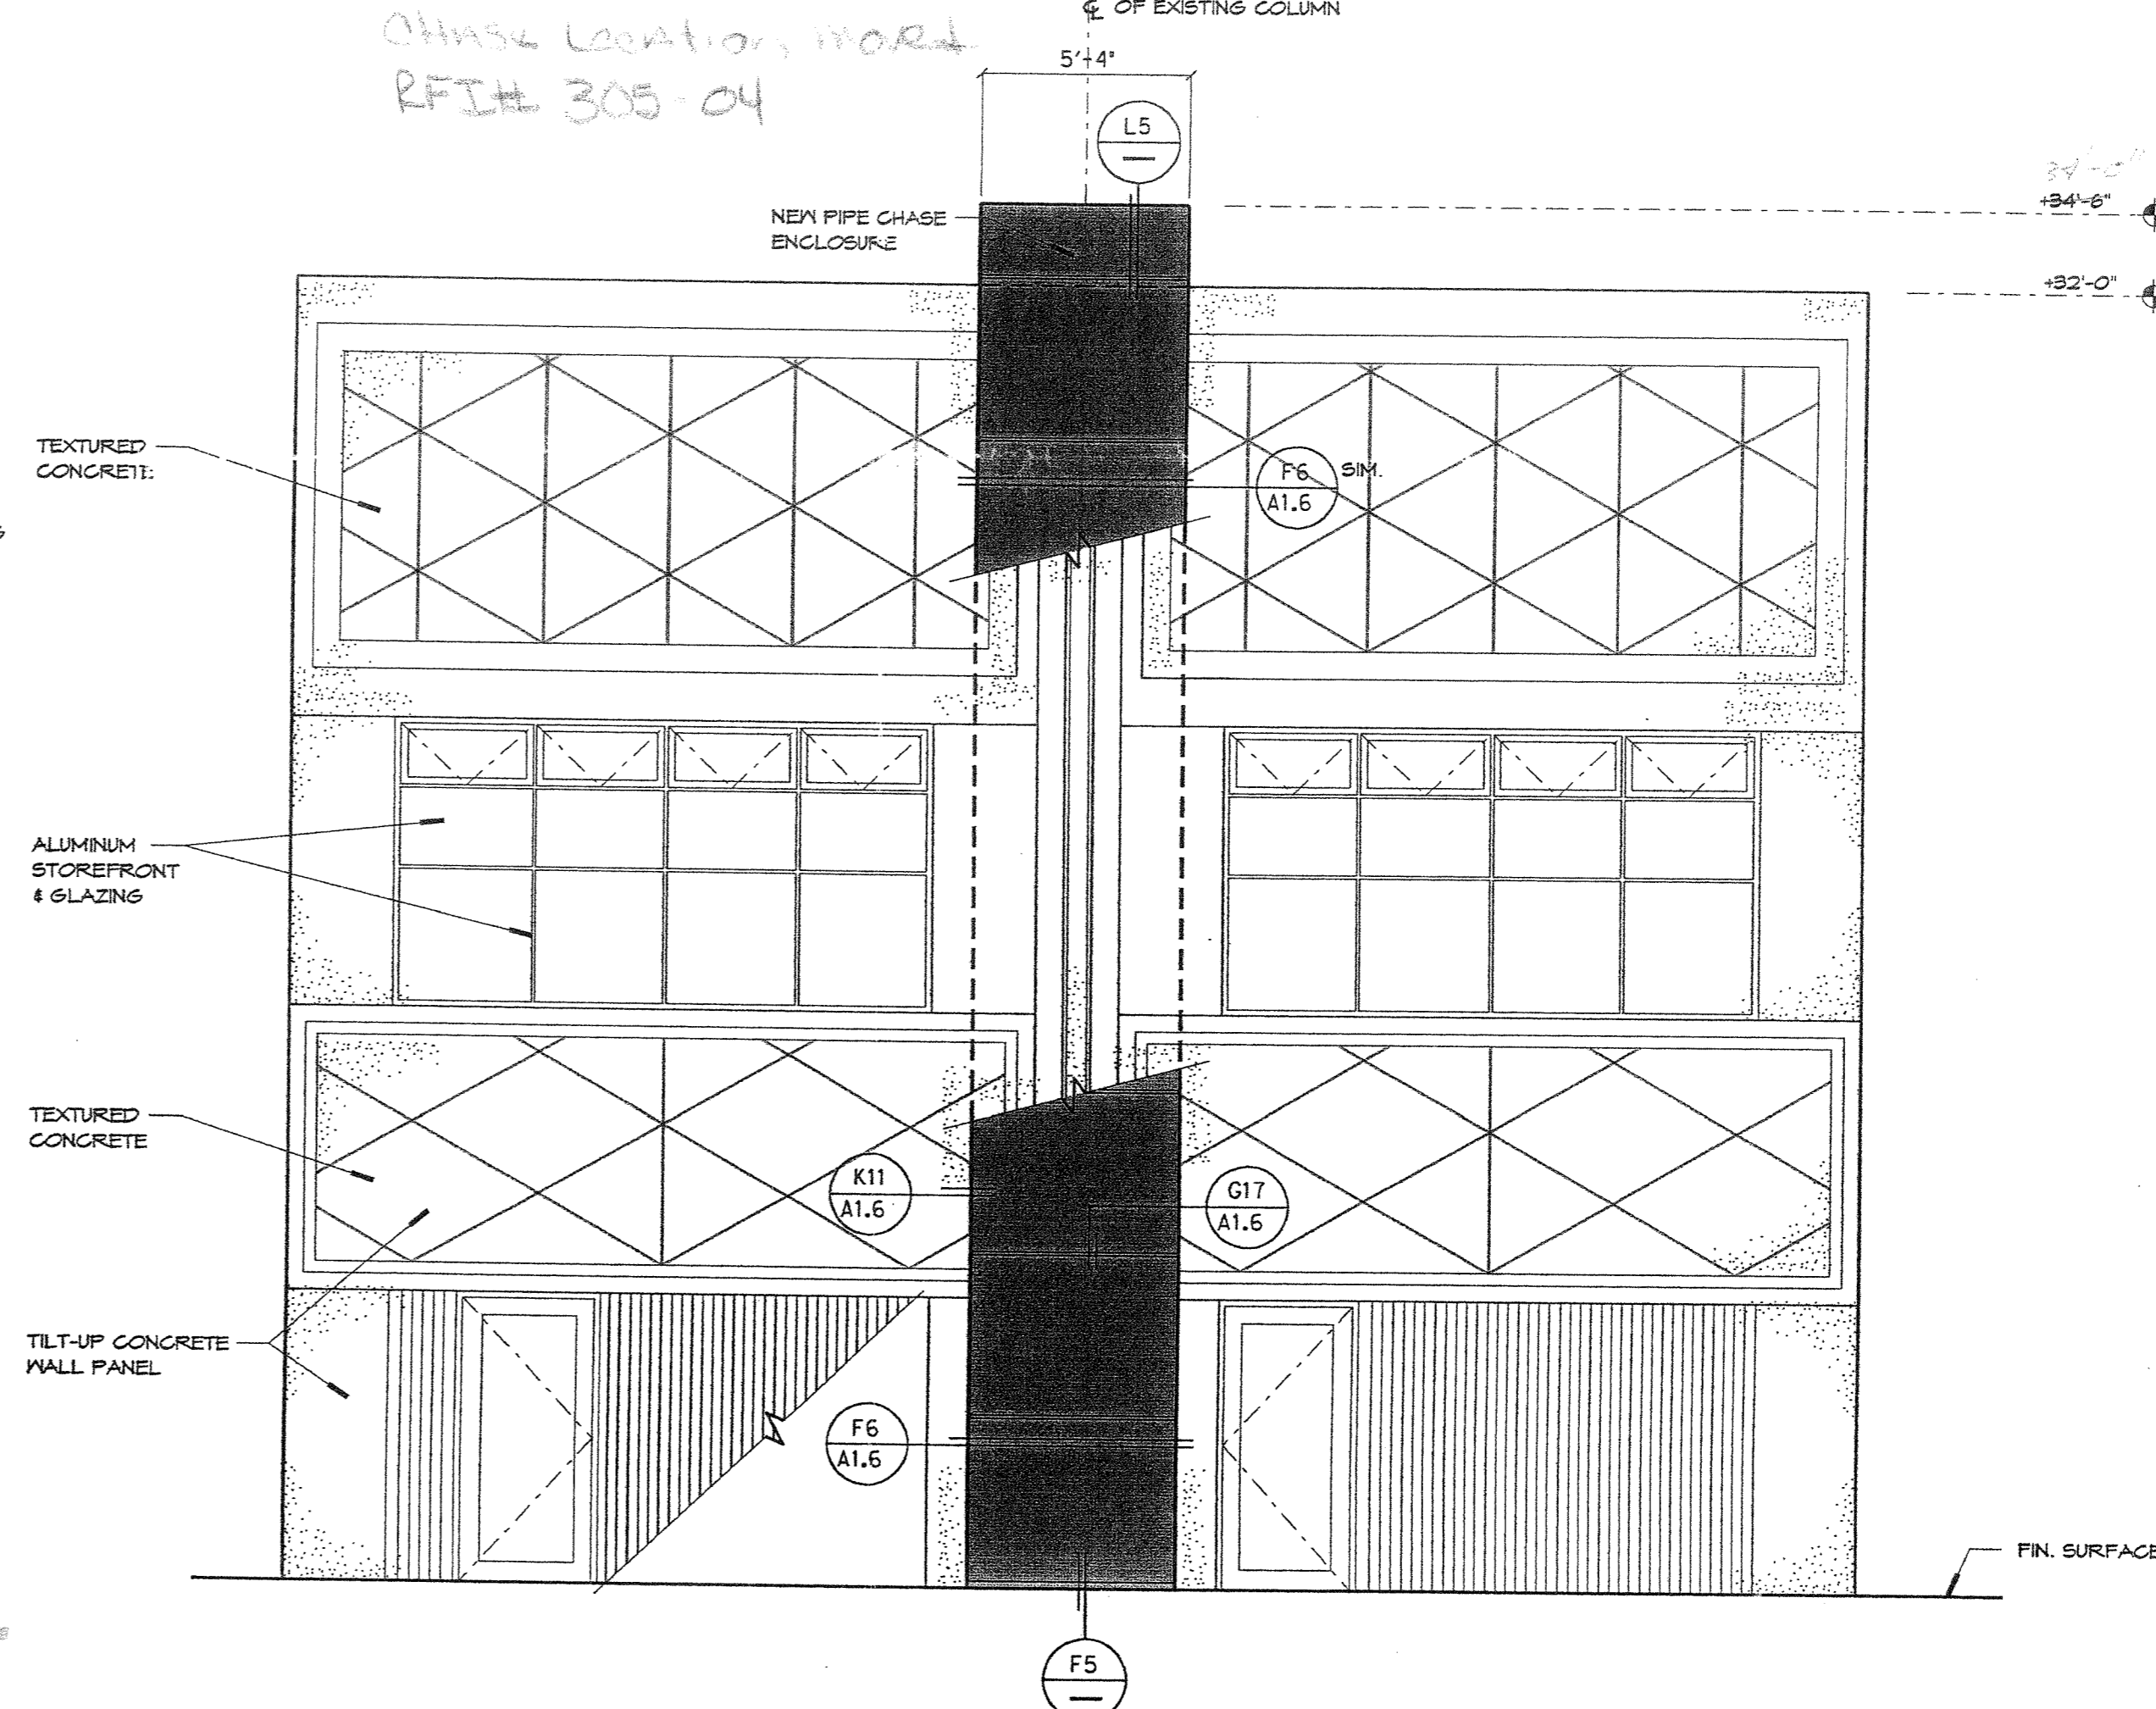 ℄ OF EXISTING COLUMN
Chase Location,
RFI# 305-04
5'-4"
L5
34'-0"
+34'-6"
NEW PIPE CHASE
ENCLOSURE
+32'-0"
TEXTURED
CONCRETE
F6 SIM.
A1.6
ALUMINUM
STOREFRONT
& GLAZING
TEXTURED
CONCRETE
K11
A1.6
G17
A1.6
TILT-UP CONCRETE
WALL PANEL
F6
A1.6
FIN. SURFACE
F5